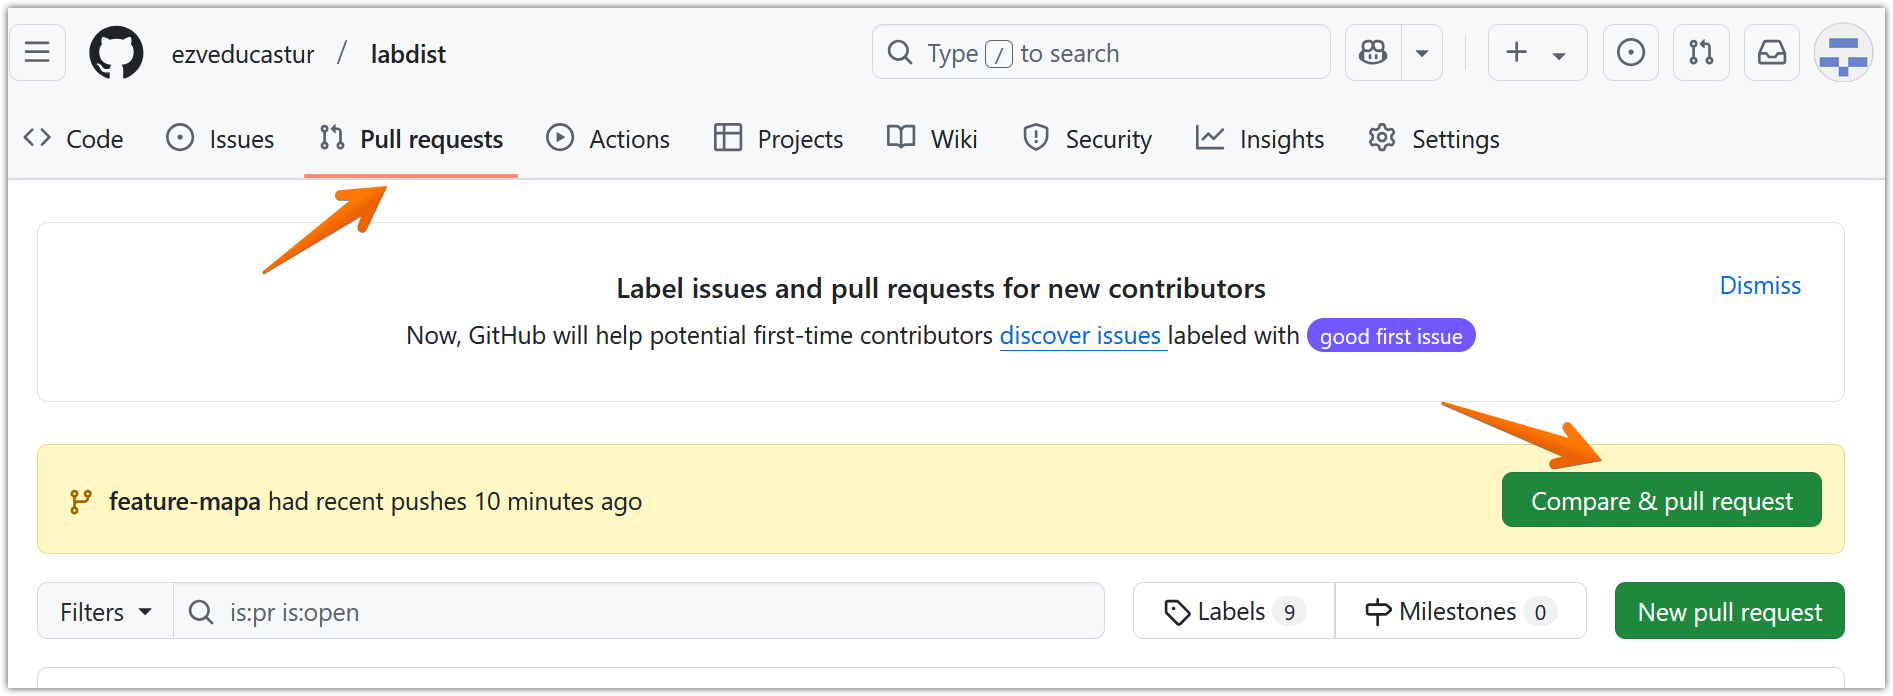 ezveducastur / labdist Type / to search
Code Issues Pull requests Actions Projects Wiki Security Insights Settings
Label issues and pull requests for new contributors
Dismiss
Now, GitHub will help potential first-time contributors discover issues labeled with good first issue
feature-mapa had recent pushes 10 minutes ago
Compare & pull request
Filters is:pr is:open Labels 9 Milestones 0 New pull request